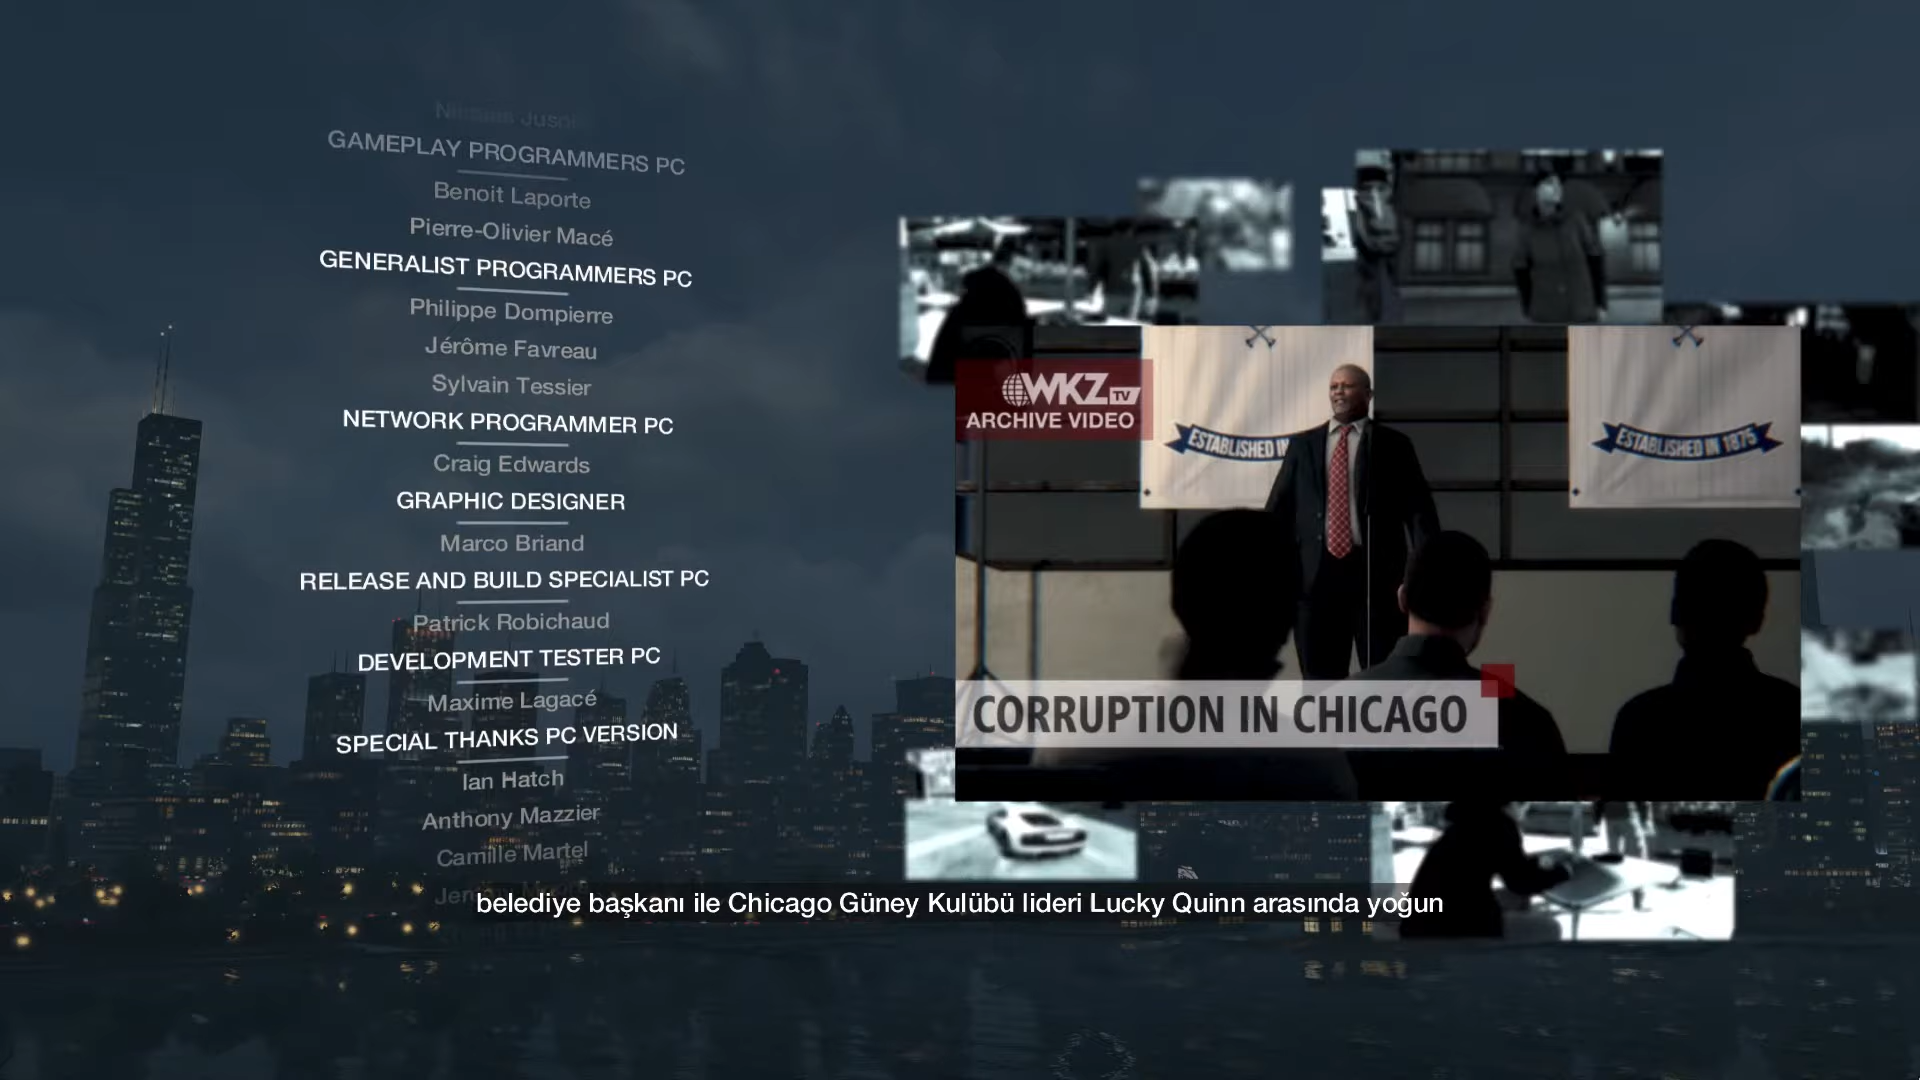 GAMEPLAY PROGRAMMERS PC
Benoit Laporte
Pierre-Olivier Macé
GENERALIST PROGRAMMERS PC
Philippe Dompierre
Jérôme Favreau
Sylvain Tessier
NETWORK PROGRAMMER PC
Craig Edwards
GRAPHIC DESIGNER
Marco Briand
RELEASE AND BUILD SPECIALIST PC
Patrick Robichaud
DEVELOPMENT TESTER PC
Maxime Lagacé
SPECIAL THANKS PC VERSION
Ian Hatch
Anthony Mazzier
Camille Martel
WKZ TV
ARCHIVE VIDEO
ESTABLISHED IN
ESTABLISHED IN 1875
CORRUPTION IN CHICAGO
belediye başkanı ile Chicago Güney Kulübü lideri Lucky Quinn arasında yoğun